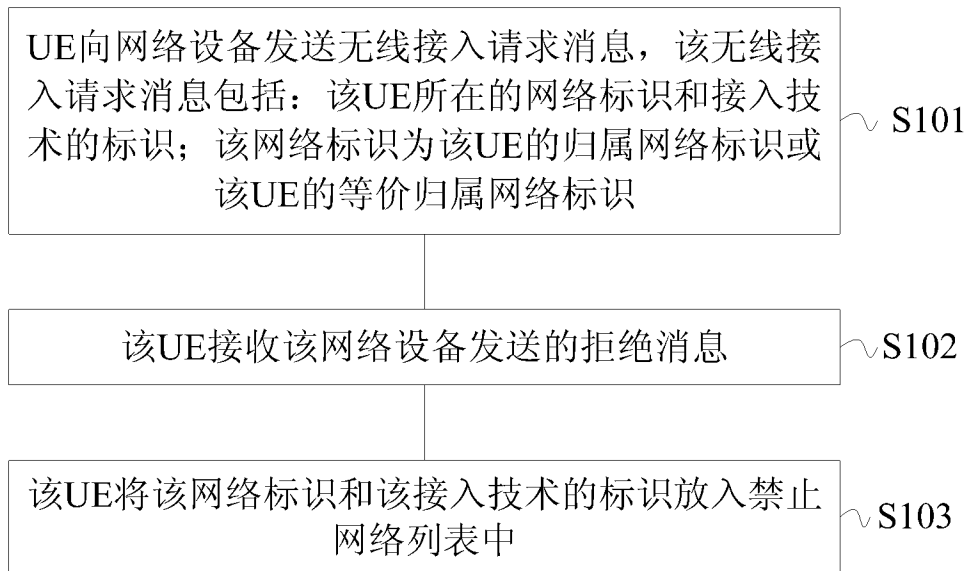 UE向网络设备发送无线接入请求消息，该无线接
入请求消息包括：该UE所在的网络标识和接入技
术的标识；该网络标识为该UE的归属网络标识或
该UE的等价归属网络标识
S101
该UE接收该网络设备发送的拒绝消息
S102
该UE将该网络标识和该接入技术的标识放入禁止
网络列表中
S103